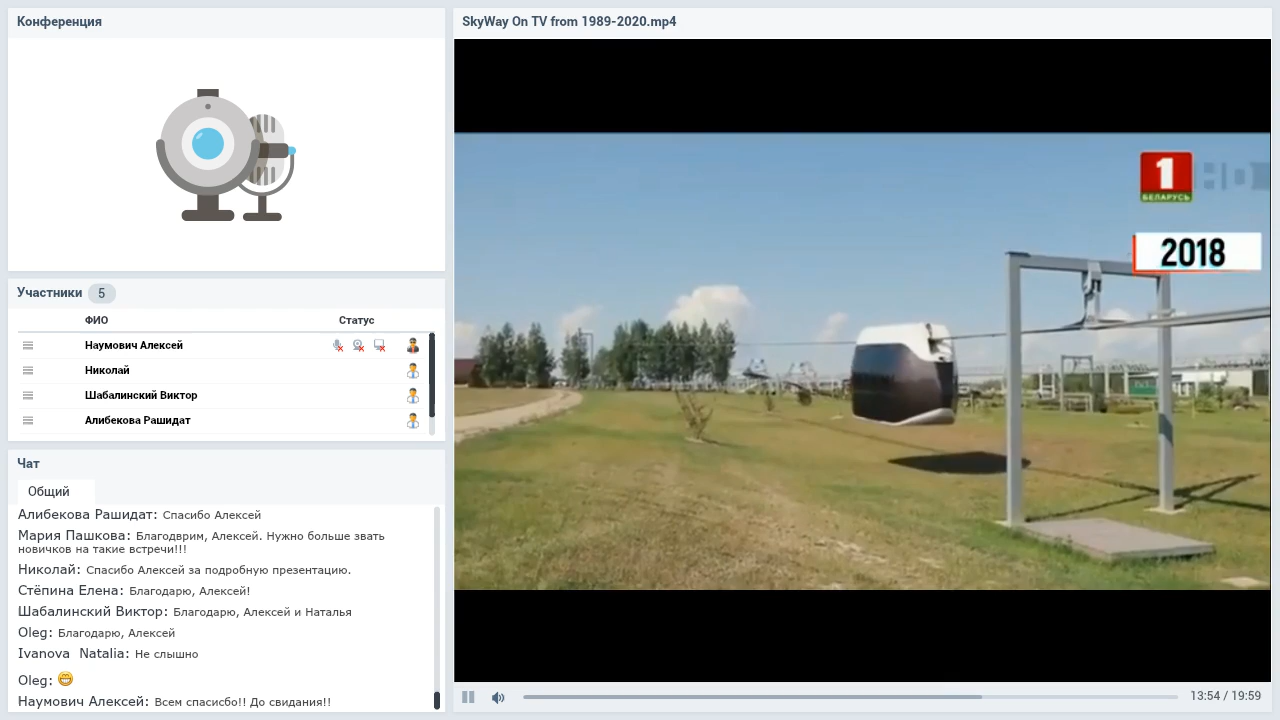 Конференция
SkyWay On TV from 1989-2020.mp4
1
БЕЛАРУСЬ
HD
2018
Участники 5
ФИО Статус
Наумович Алексей
Николай
Шабалинский Виктор
Алибекова Рашидат
Чат
Общий
Алибекова Рашидат: Спасибо Алексей
Мария Пашкова: Благодврим, Алексей. Нужно больше звать
новичков на такие встречи!!!
Николай: Спасибо Алексей за подробную презентацию.
Стёпина Елена: Благодарю, Алексей!
Шабалинский Виктор: Благодарю, Алексей и Наталья
Oleg: Благодарю, Алексей
Ivanova Natalia: Не слышно
Oleg:
Наумович Алексей: Всем спасисбо!! До свидания!!
13:54 / 19:59